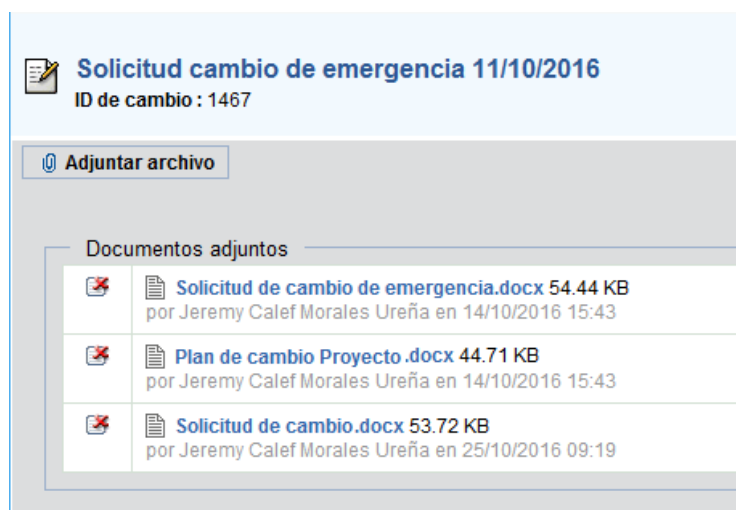 Solicitud cambio de emergencia 11/10/2016
ID de cambio : 1467
Adjuntar archivo
Documentos adjuntos
Solicitud de cambio de emergencia.docx 54.44 KB
por Jeremy Calef Morales Ureña en 14/10/2016 15:43
Plan de cambio Proyecto .docx 44.71 KB
por Jeremy Calef Morales Ureña en 14/10/2016 15:43
Solicitud de cambio.docx 53.72 KB
por Jeremy Calef Morales Ureña en 25/10/2016 09:19